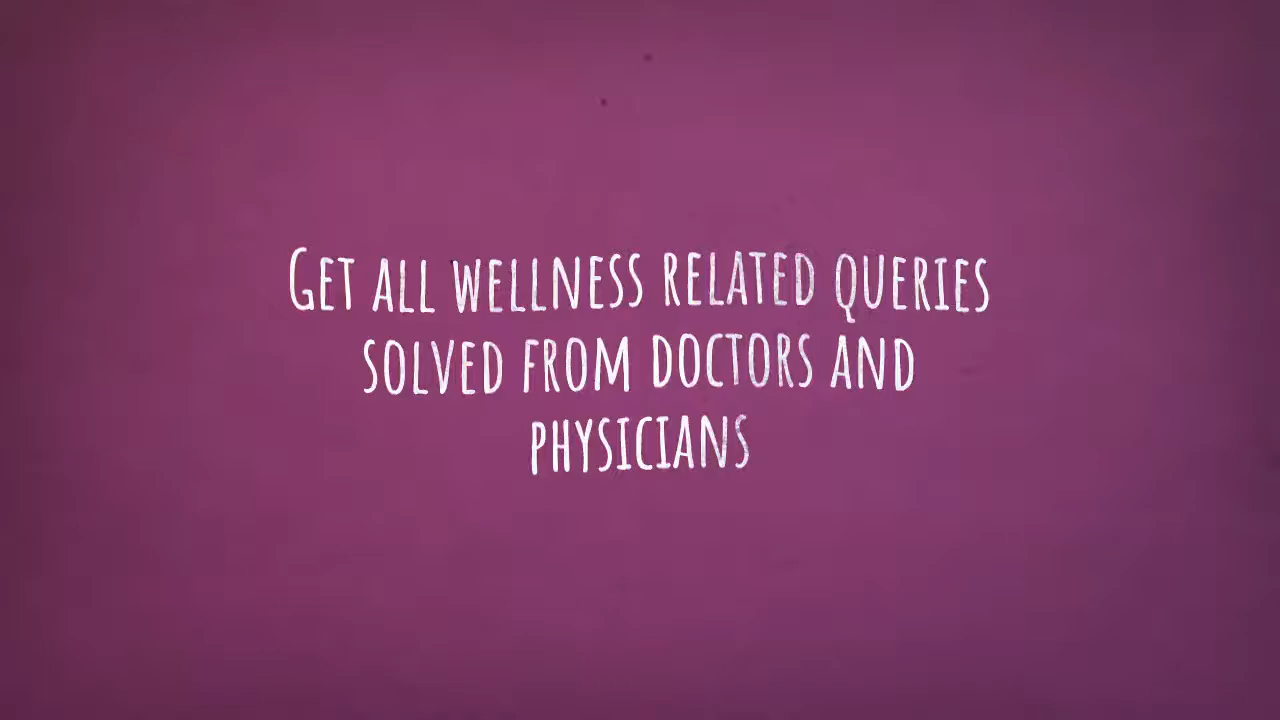 Get all wellness related queries
solved from doctors and
physicians